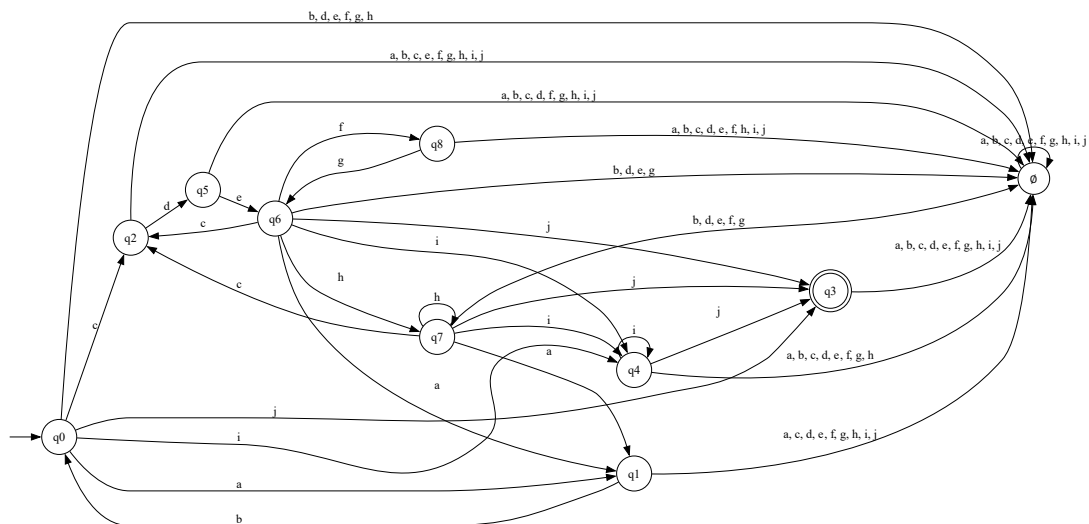 b, d, e, f, g, h
a, b, c, e, f, g, h, i, j
a, b, c, d, f, g, h, i, j
f
q8
a, b, c, d, e, f, h, i, j
a, b, c, d, e, f, g, h, i, j
g
b, d, e, g
∅
q5
d
e
q6
c
q2
b, d, e, f, g
j
i
a, b, c, d, e, f, g, h, i, j
h
c
h
j
q3
q7
i
i
j
c
a
q4
a, b, c, d, e, f, g, h
a
j
q0
i
a, c, d, e, f, g, h, i, j
q1
a
b